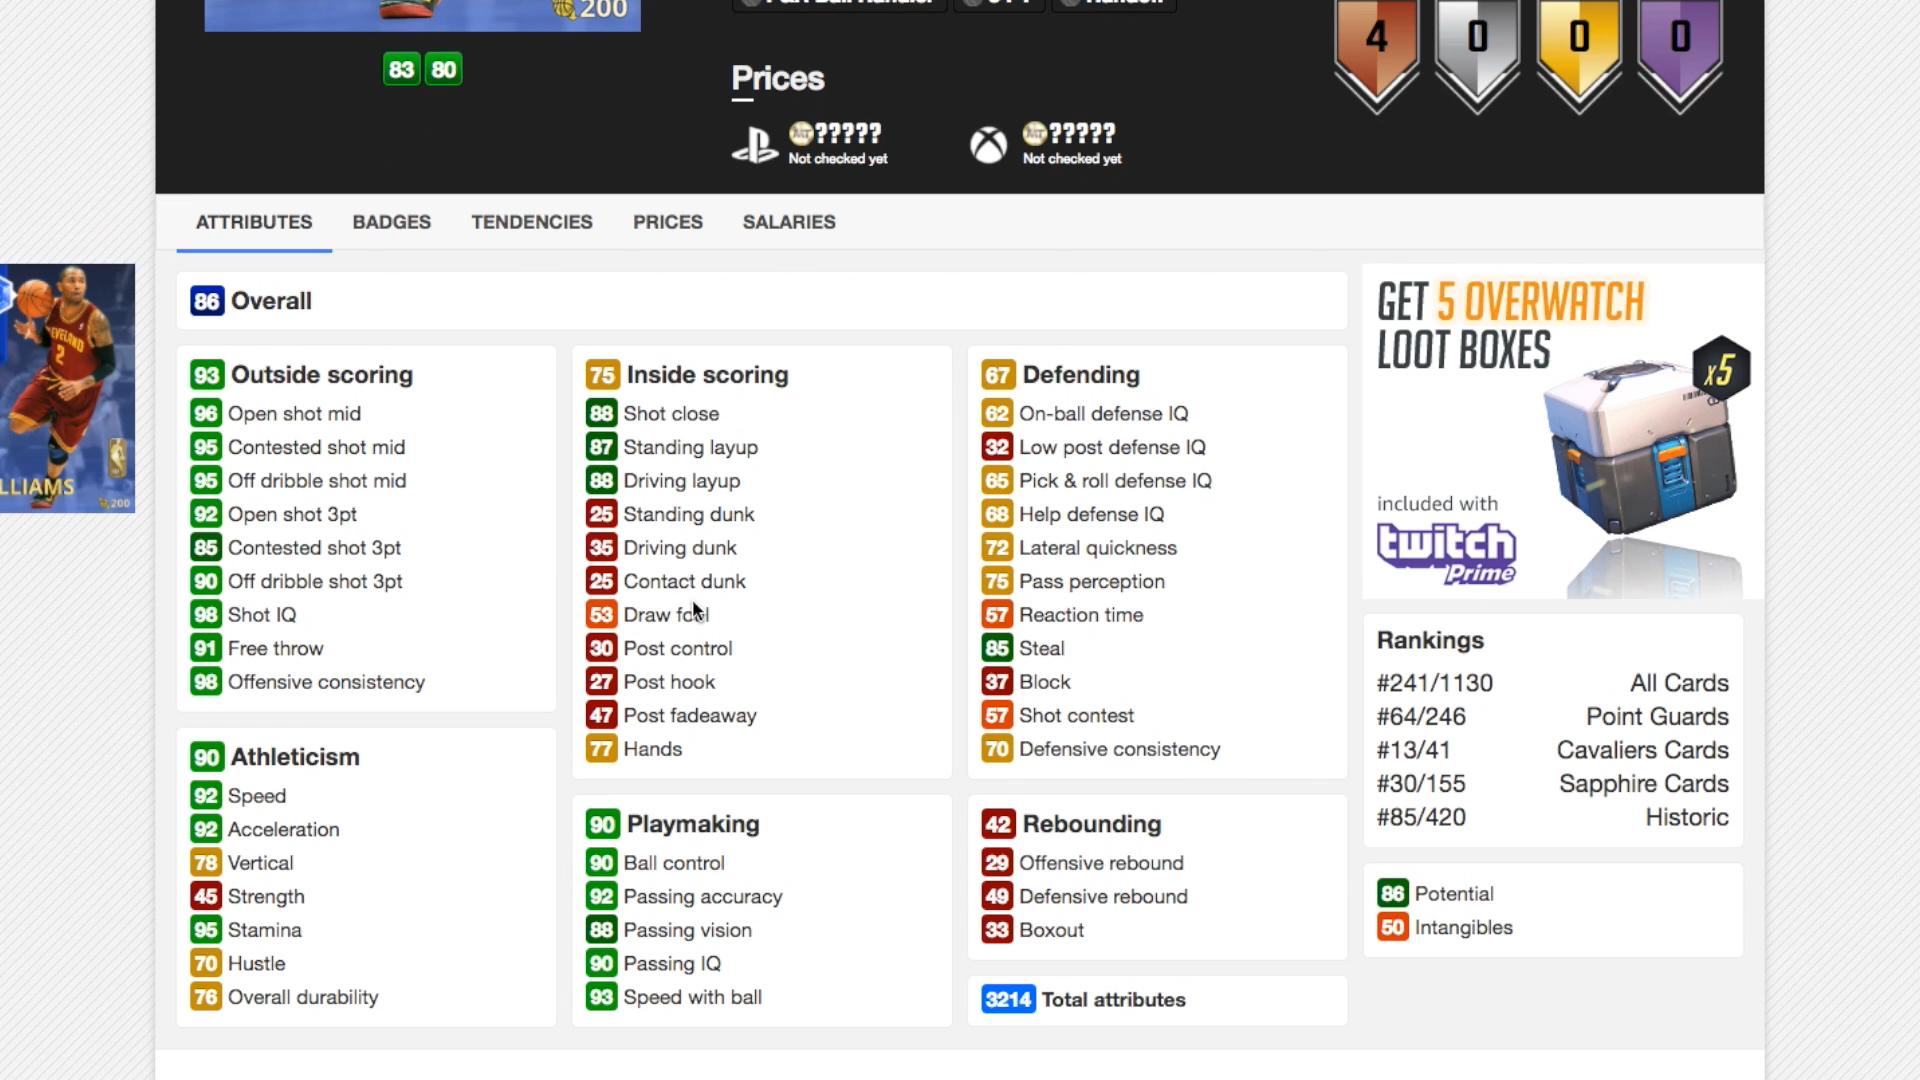 200
4
0
0
0
83 80
Prices
?????
Not checked yet
?????
Not checked yet
ATTRIBUTES
BADGES
TENDENCIES
PRICES
SALARIES
86 Overall
93 Outside scoring
96 Open shot mid
95 Contested shot mid
95 Off dribble shot mid
92 Open shot 3pt
85 Contested shot 3pt
90 Off dribble shot 3pt
98 Shot IQ
91 Free throw
98 Offensive consistency
90 Athleticism
92 Speed
92 Acceleration
78 Vertical
45 Strength
95 Stamina
70 Hustle
76 Overall durability
75 Inside scoring
88 Shot close
87 Standing layup
88 Driving layup
25 Standing dunk
35 Driving dunk
25 Contact dunk
53 Draw foul
30 Post control
27 Post hook
47 Post fadeaway
77 Hands
90 Playmaking
90 Ball control
92 Passing accuracy
88 Passing vision
90 Passing IQ
93 Speed with ball
67 Defending
62 On-ball defense IQ
32 Low post defense IQ
65 Pick & roll defense IQ
68 Help defense IQ
72 Lateral quickness
75 Pass perception
57 Reaction time
85 Steal
37 Block
57 Shot contest
70 Defensive consistency
42 Rebounding
29 Offensive rebound
49 Defensive rebound
33 Boxout
3214 Total attributes
GET 5 OVERWATCH
LOOT BOXES
x5
included with
twitch
Prime
Rankings
#241/1130 All Cards
#64/246 Point Guards
#13/41 Cavaliers Cards
#30/155 Sapphire Cards
#85/420 Historic
86 Potential
50 Intangibles
2
LLIAMS
200